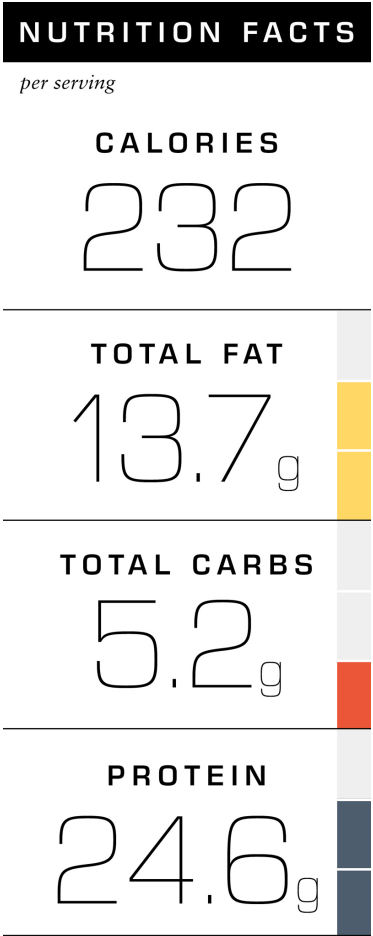 NUTRITION FACTS
per serving
CALORIES
232
TOTAL FAT
13.7g
TOTAL CARBS
5.2g
PROTEIN
24.6g